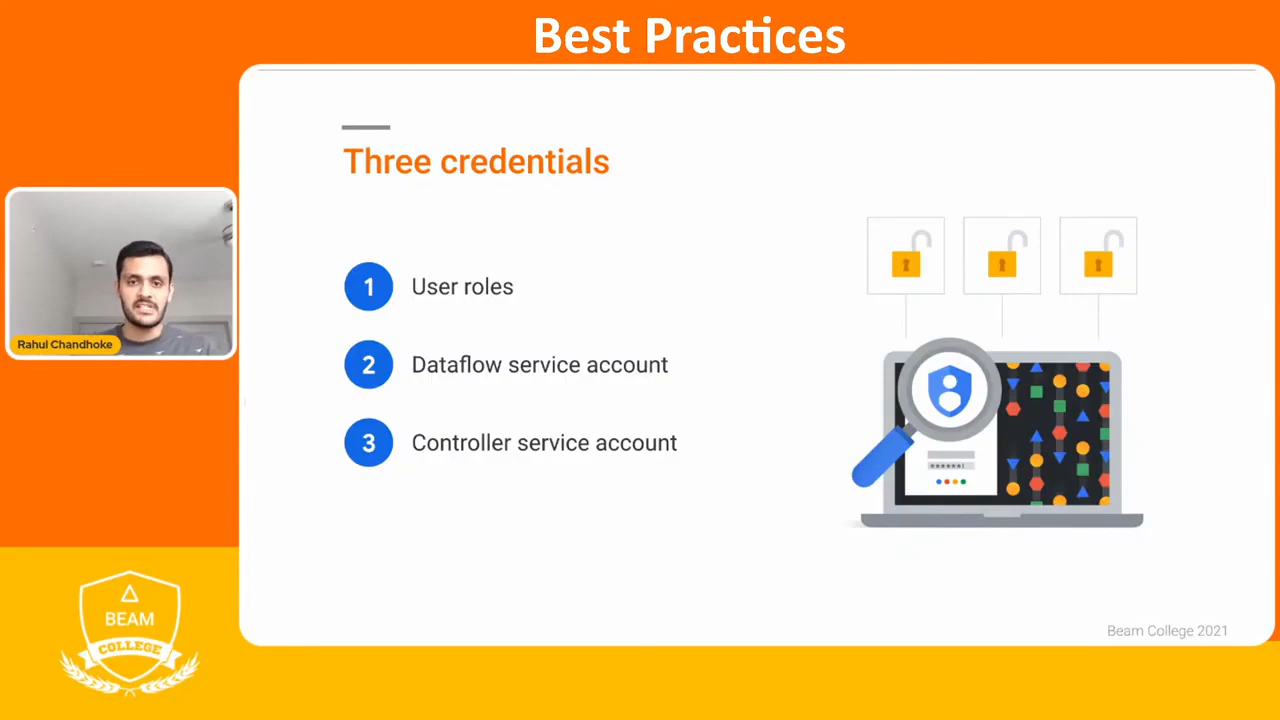 Best Practices
Three credentials
1 User roles
2 Dataflow service account
3 Controller service account
Rahul Chandhoke
BEAM
COLLEGE
Beam College 2021